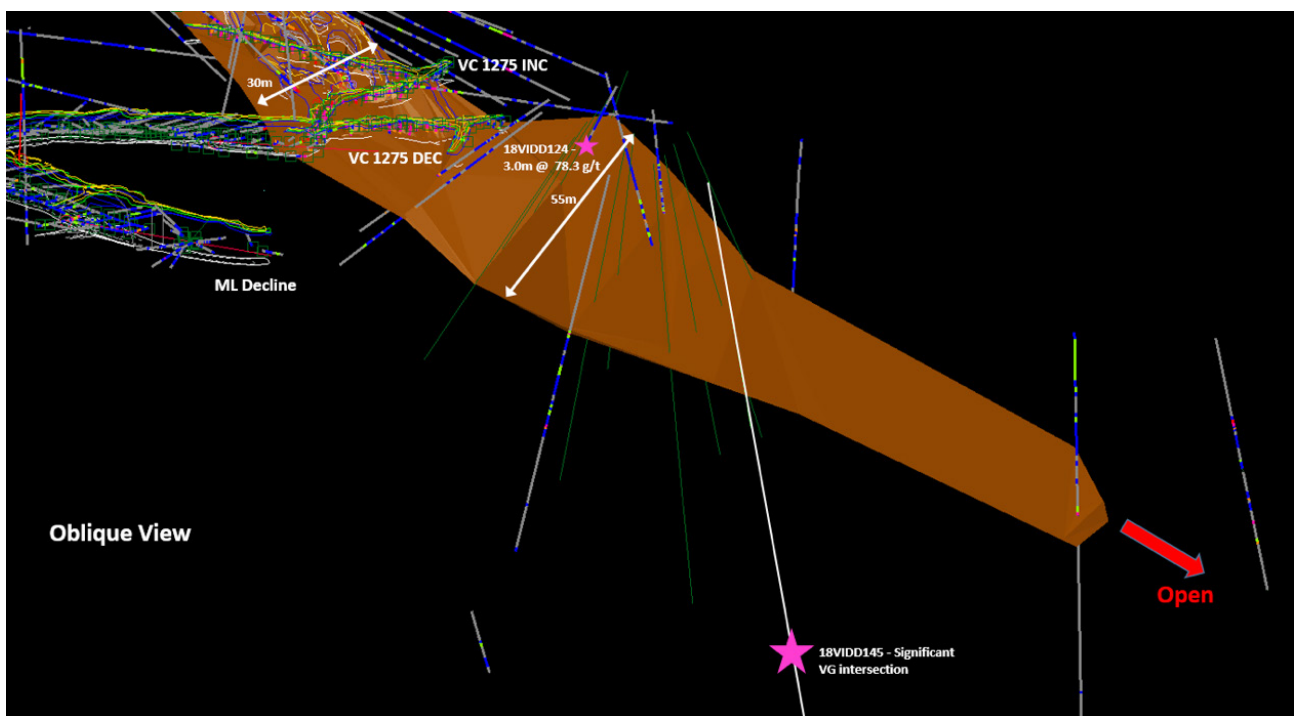 VC 1275 INC
30m
VC 1275 DEC
18VIDD124 -
3.0m @ 78.3 g/t
55m
ML Decline
Oblique View
Open
18VIDD145 - Significant
VG intersection